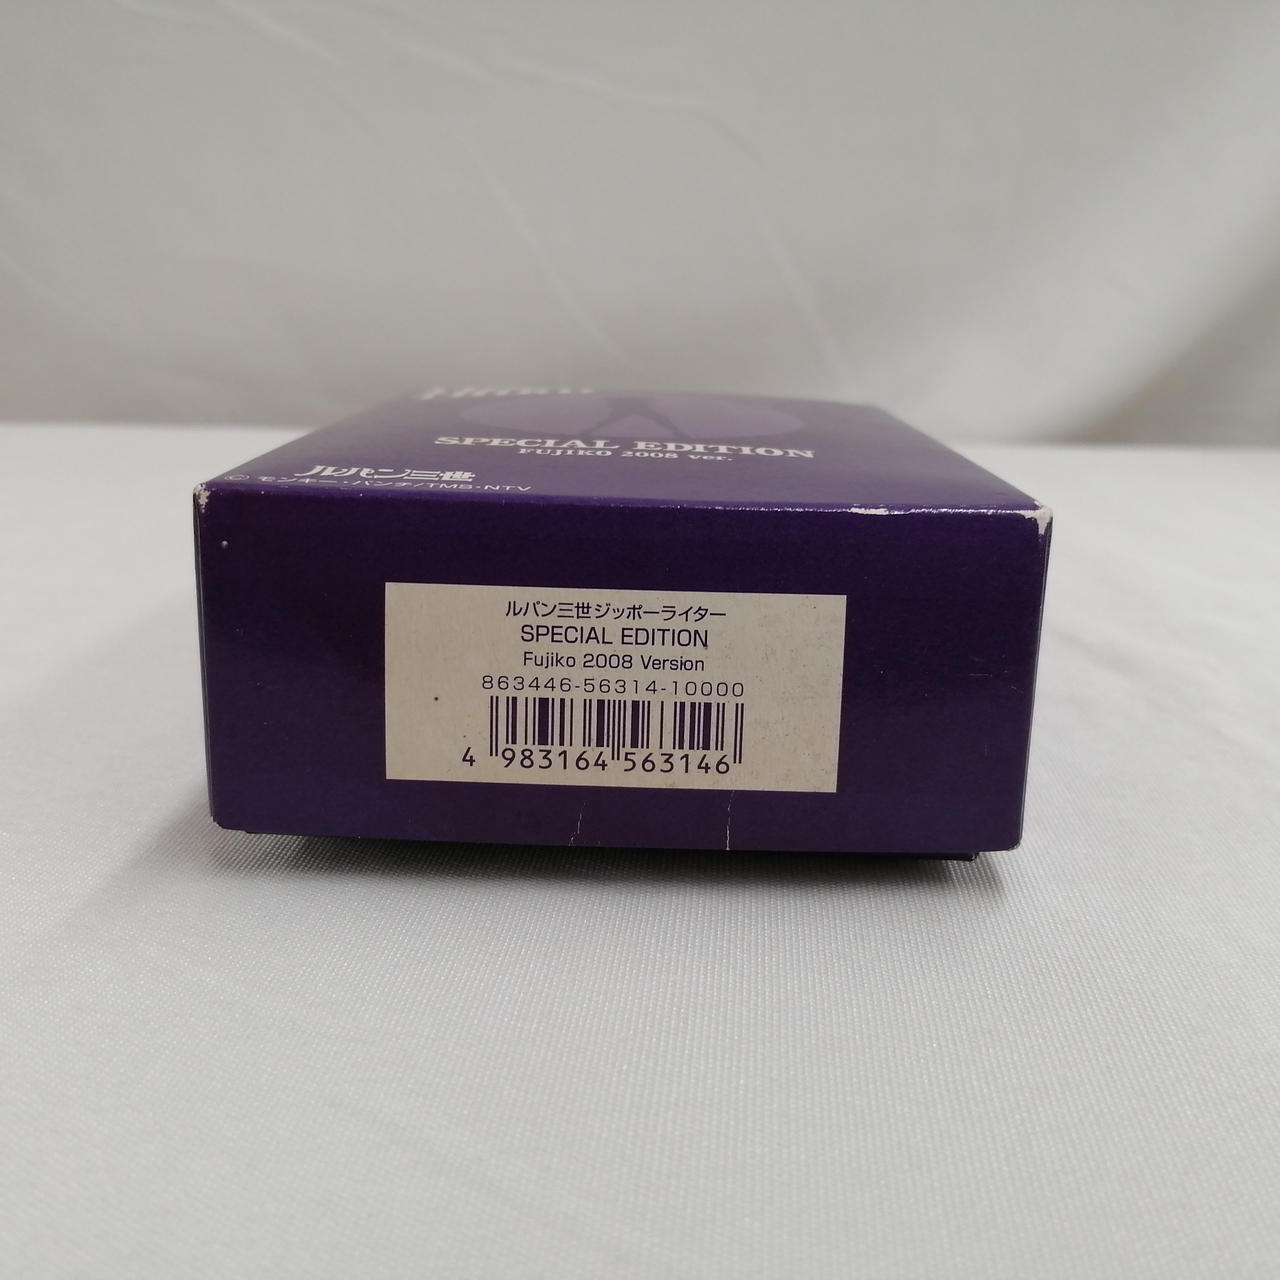 SPECIAL EDITION
FUJIKO 2008 ver.
ルパン三世
© モンキー・パンチ/TMS・NTV
ルパン三世ジッポーライター
SPECIAL EDITION
Fujiko 2008 Version
863446-56314-10000
4 983164 563146